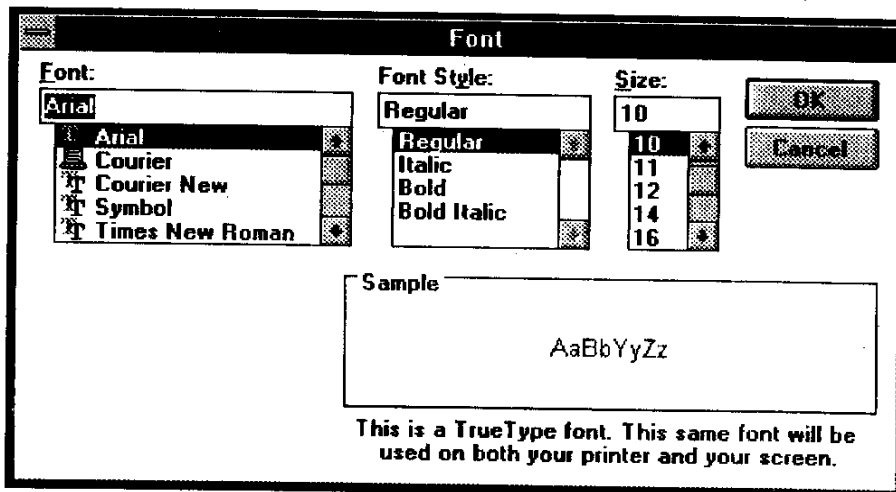 Font
Font:
Arial
Arial
Courier
Courier New
Symbol
Times New Roman
Font Style:
Regular
Regular
Italic
Bold
Bold Italic
Size:
10
10
11
12
14
16
OK
Cancel
Sample
AaBbYyZz
This is a TrueType font. This same font will be
used on both your printer and your screen.